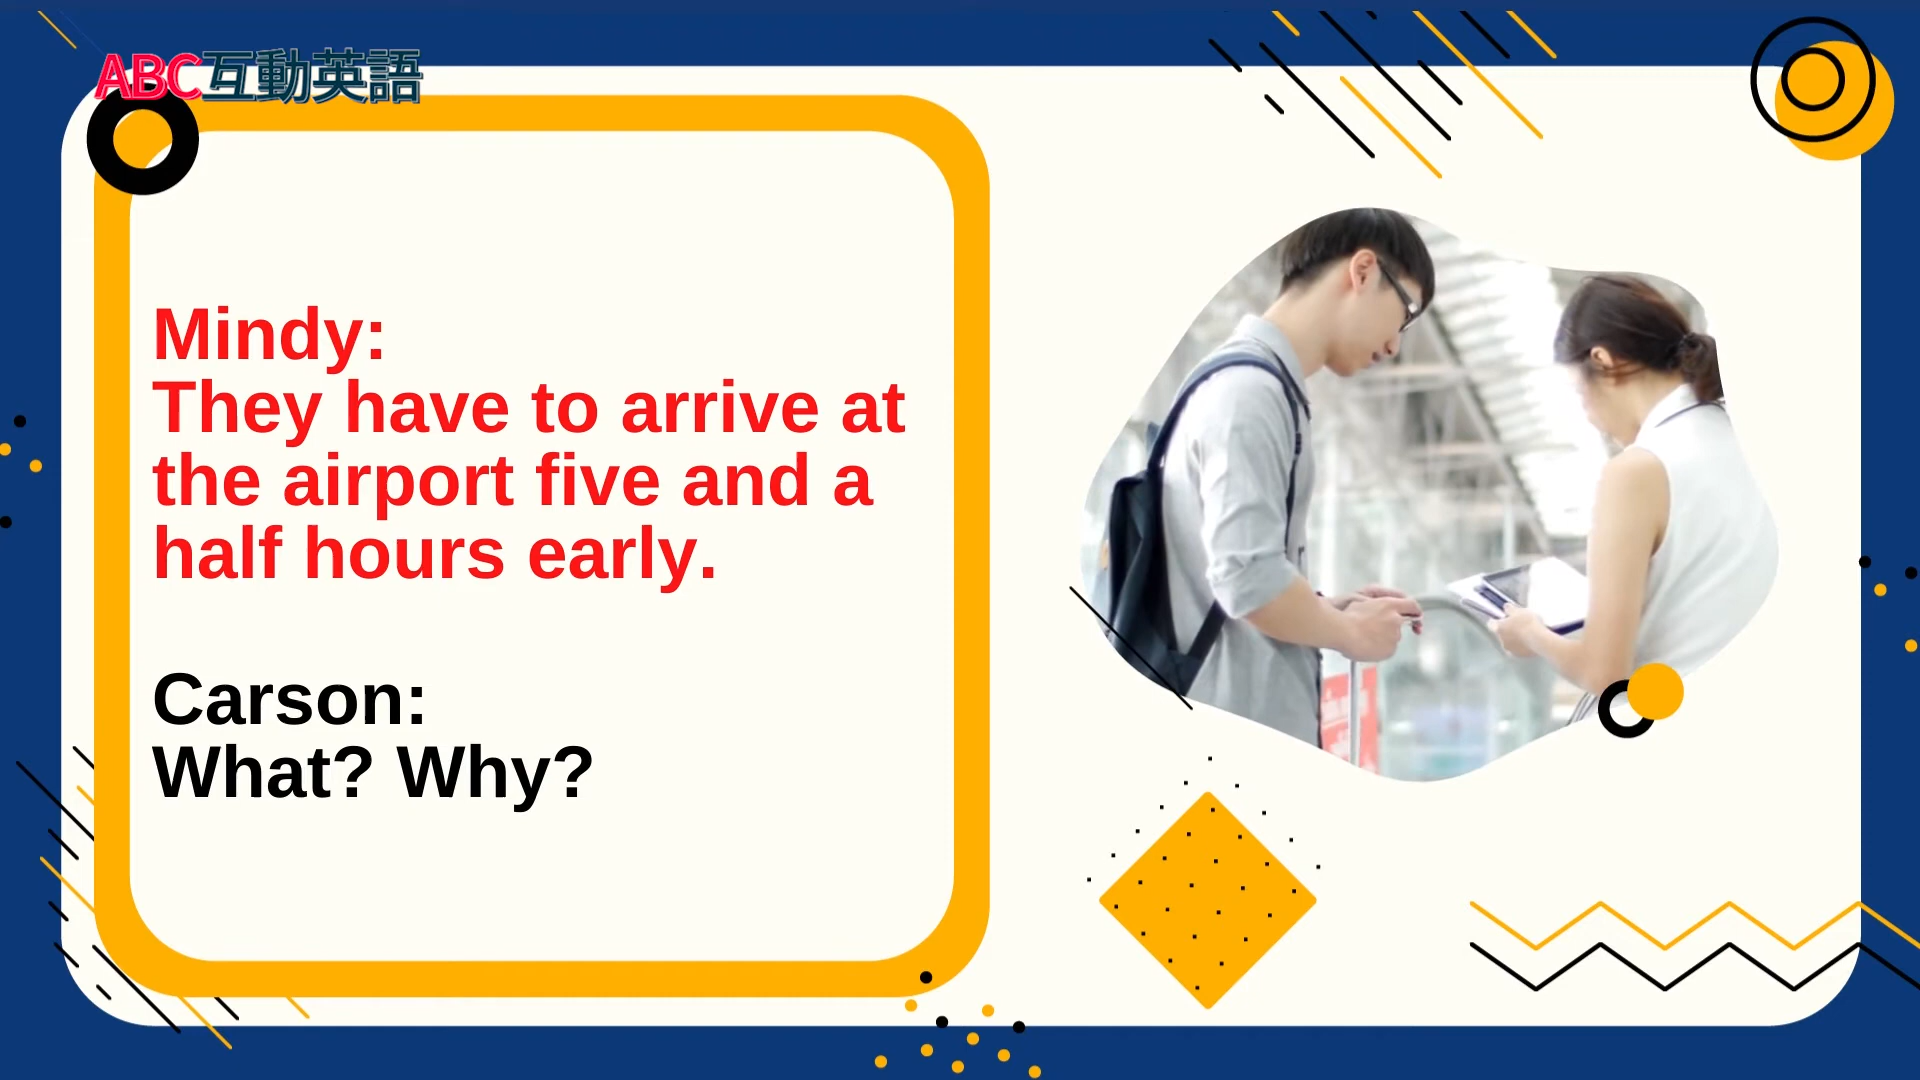 ABC互動英語
Mindy:
They have to arrive at
the airport five and a
half hours early.
Carson:
What? Why?